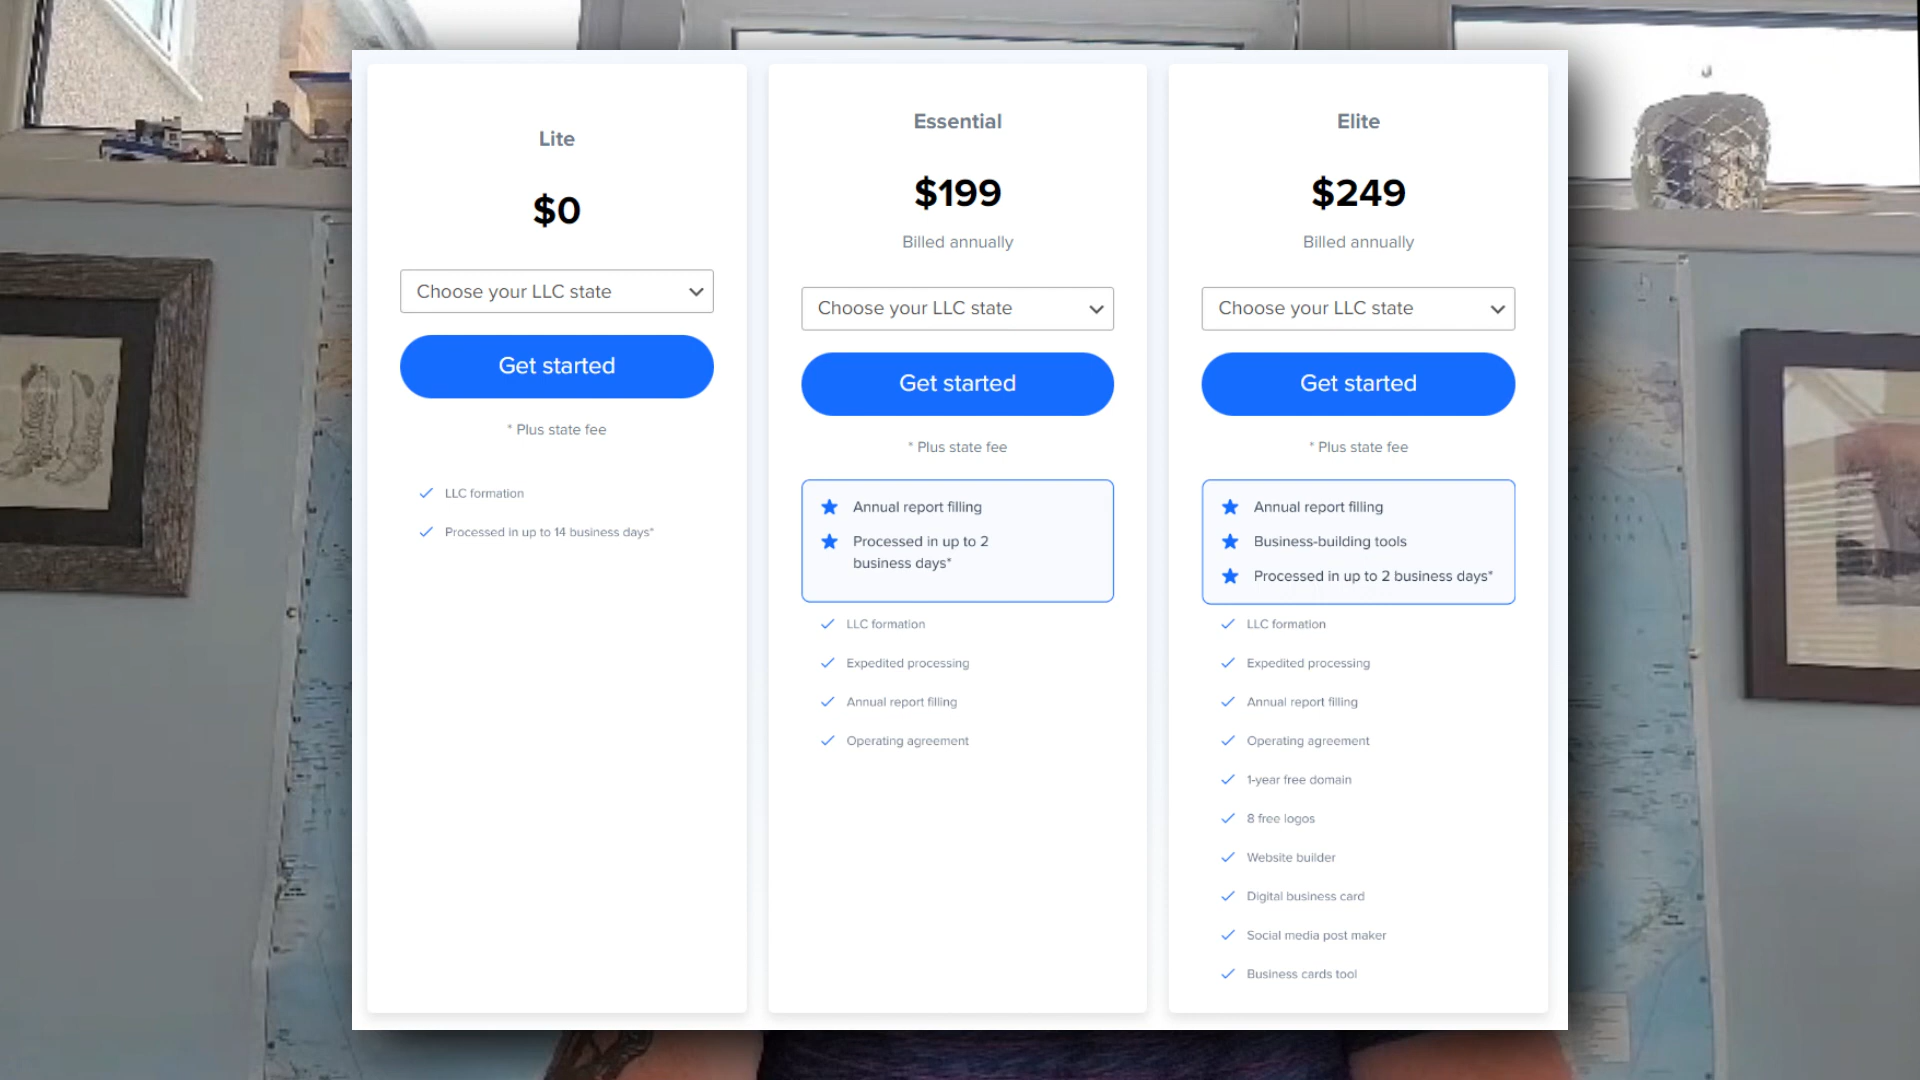 Lite
$0
Choose your LLC state
Get started
* Plus state fee
LLC formation
Processed in up to 14 business days*
Essential
$199
Billed annually
Choose your LLC state
Get started
* Plus state fee
Annual report filling
Processed in up to 2
business days*
LLC formation
Expedited processing
Annual report filling
Operating agreement
Elite
$249
Billed annually
Choose your LLC state
Get started
* Plus state fee
Annual report filling
Business-building tools
Processed in up to 2 business days*
LLC formation
Expedited processing
Annual report filling
Operating agreement
1-year free domain
8 free logos
Website builder
Digital business card
Social media post maker
Business cards tool